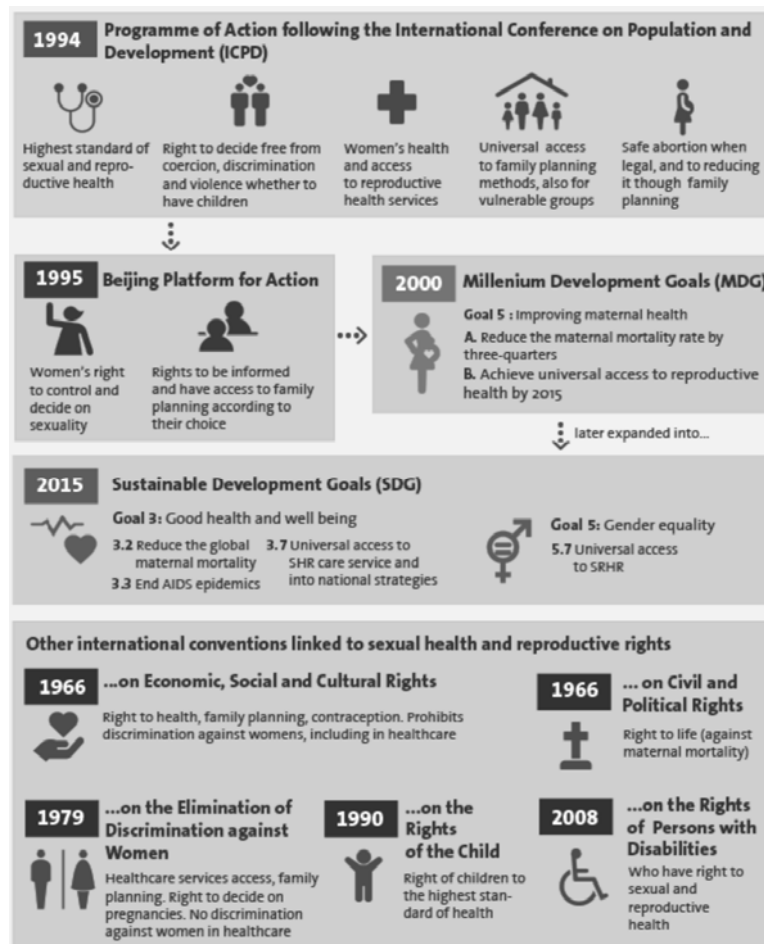 1994
Programme of Action following the International Conference on Population and
Development (ICPD)
Highest standard of
sexual and repro-
ductive health
Right to decide free from
coercion, discrimination
and violence whether to
have children
Women's health
and access
to reproductive
health services
Universal access
to family planning
methods, also for
vulnerable groups
Safe abortion when
legal, and to reducing
it though family
planning
1995
Beijing Platform for Action
Women's right
to control and
decide on
sexuality
Rights to be informed
and have access to family
planning according to
their choice
2000
Millenium Development Goals (MDG)
Goal 5 : Improving maternal health
A. Reduce the maternal mortality rate by
three-quarters
B. Achieve universal access to reproductive
health by 2015
later expanded into...
2015
Sustainable Development Goals (SDG)
Goal 3: Good health and well being
3.2 Reduce the global
maternal mortality
3.3 End AIDS epidemics
3.7 Universal access to
SHR care service and
into national strategies
Goal 5: Gender equality
5.7 Universal access
to SRHR
Other international conventions linked to sexual health and reproductive rights
1966
...on Economic, Social and Cultural Rights
Right to health, family planning, contraception. Prohibits
discrimination against womens, including in healthcare
1966
... on Civil and
Political Rights
Right to life (against
maternal mortality)
1979
...on the Elimination of
Discrimination against
Women
Healthcare services access, family
planning. Right to decide on
pregnancies. No discrimination
against women in healthcare
1990
...on the
Rights
of the Child
Right of children to
the highest stan-
dard of health
2008
...on the Rights
of Persons with
Disabilities
Who have right to
sexual and
reproductive
health